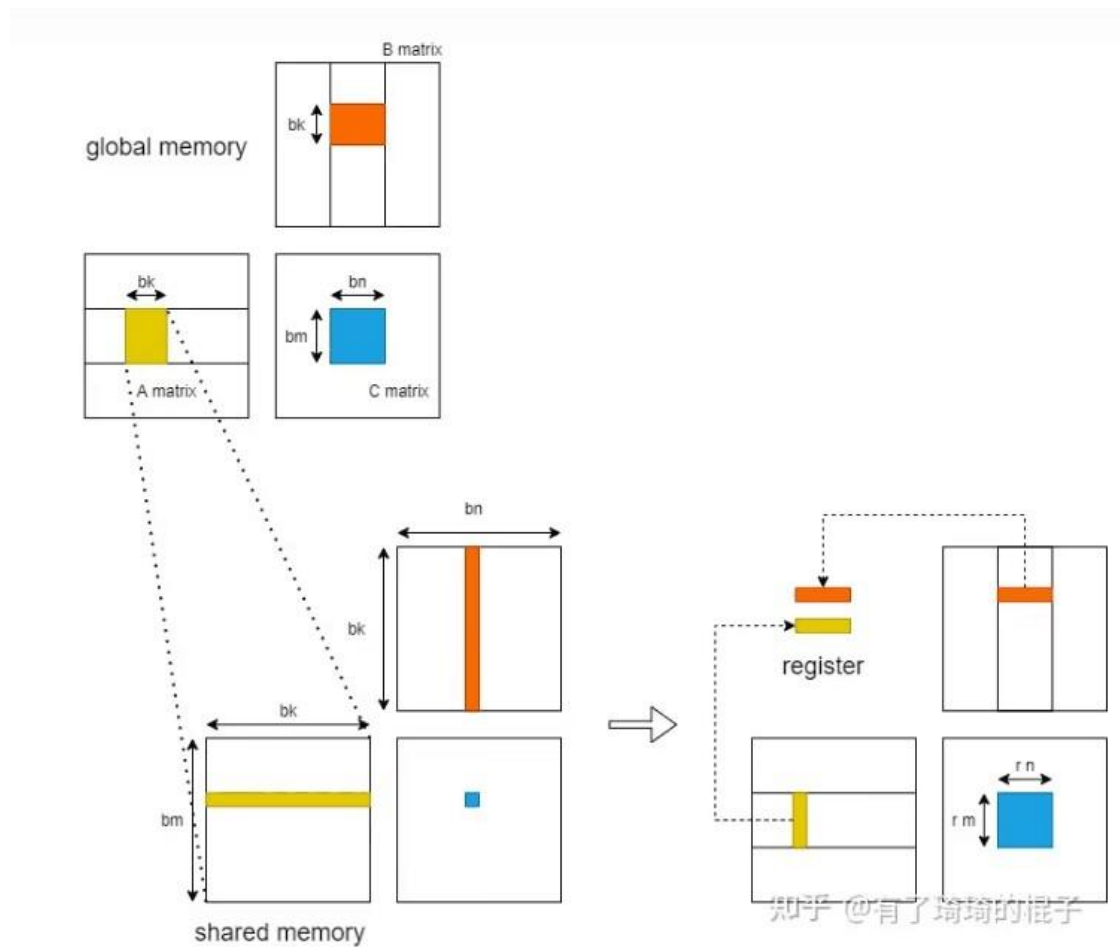 B matrix
bk
global memory
bk
bn
bm
A matrix
C matrix
bn
bk
register
bk
bm
r n
r m
shared memory
知乎 @有了琦琦的棍子